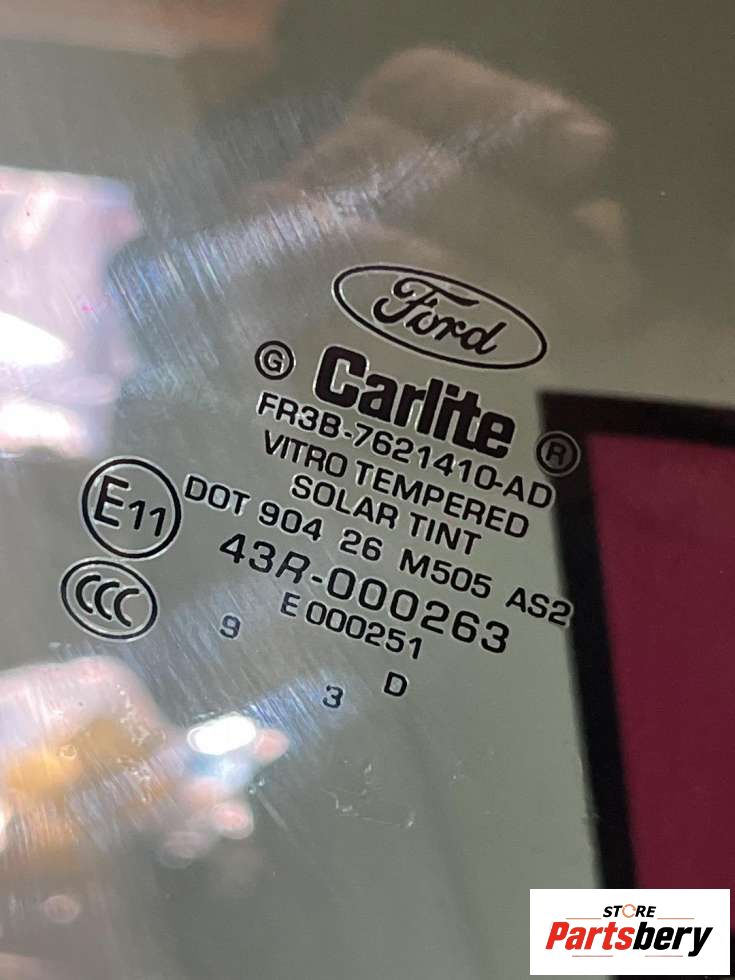 Ford
G Carlite R
FR3B-7621410-AD
VITRO TEMPERED
SOLAR TINT
E11
DOT 904 26 M505 AS2
CCC
43R-000263
E 000251
9
3 D
STORE
Partsbery